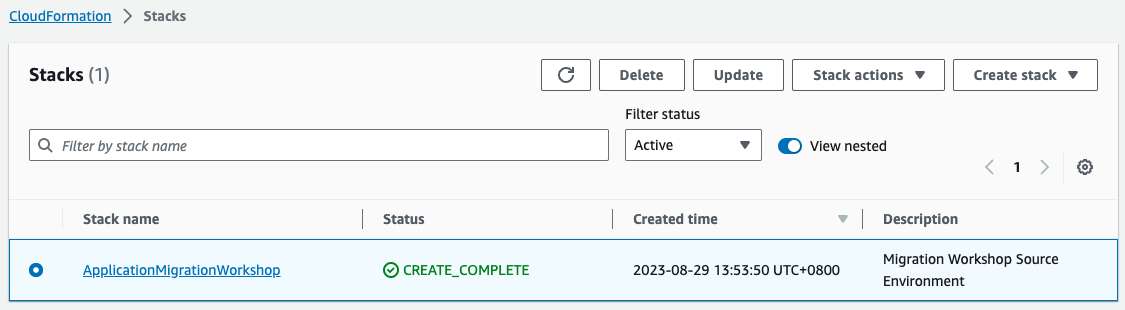 CloudFormation > Stacks
Stacks (1)
Delete
Update
Stack actions
Create stack
Filter status
Filter by stack name
Active
View nested
1
Stack name
Status
Created time
Description
ApplicationMigrationWorkshop
CREATE_COMPLETE
2023-08-29 13:53:50 UTC+0800
Migration Workshop Source
Environment